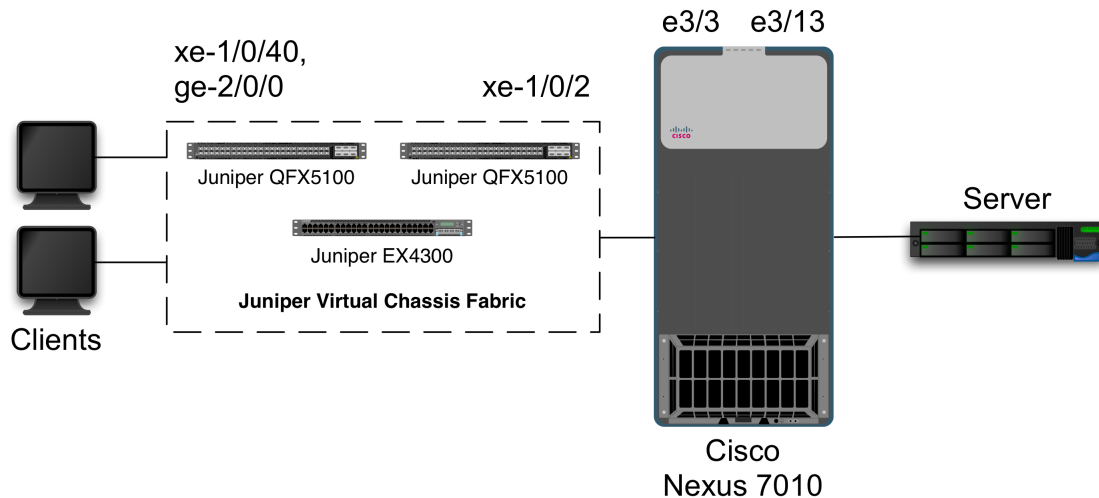 e3/3 e3/13
xe-1/0/40,
ge-2/0/0
xe-1/0/2
CISCO
Juniper QFX5100
Juniper QFX5100
Server
Juniper EX4300
Juniper Virtual Chassis Fabric
Clients
Cisco
Nexus 7010